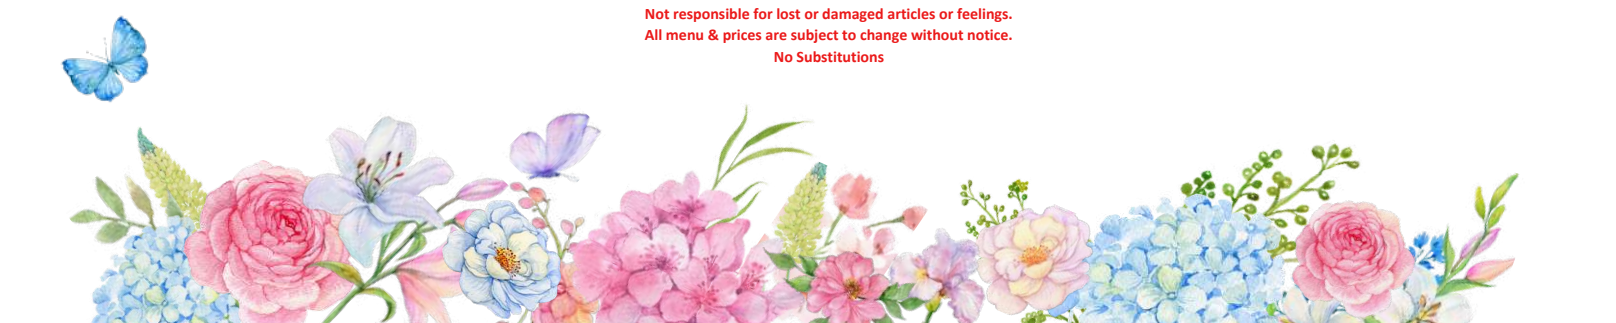 Not responsible for lost or damaged articles or feelings.
All menu & prices are subject to change without notice.
No Substitutions